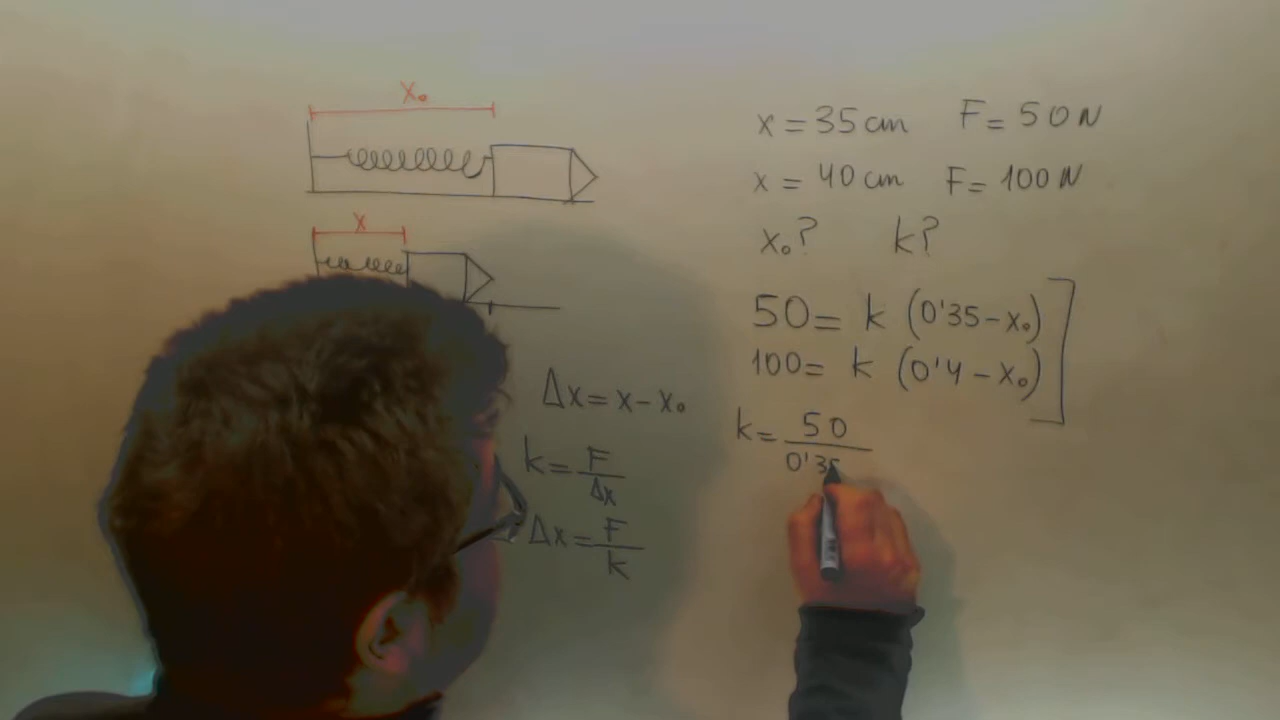 x₀
x
x = 35 cm F = 50 N
x = 40 cm F = 100 N
x₀? k?
50 = k (0'35 - x₀)
100 = k (0'4 - x₀)
Δx = x - x₀
k = F/Δx
Δx = F/k
k = 50/0'35